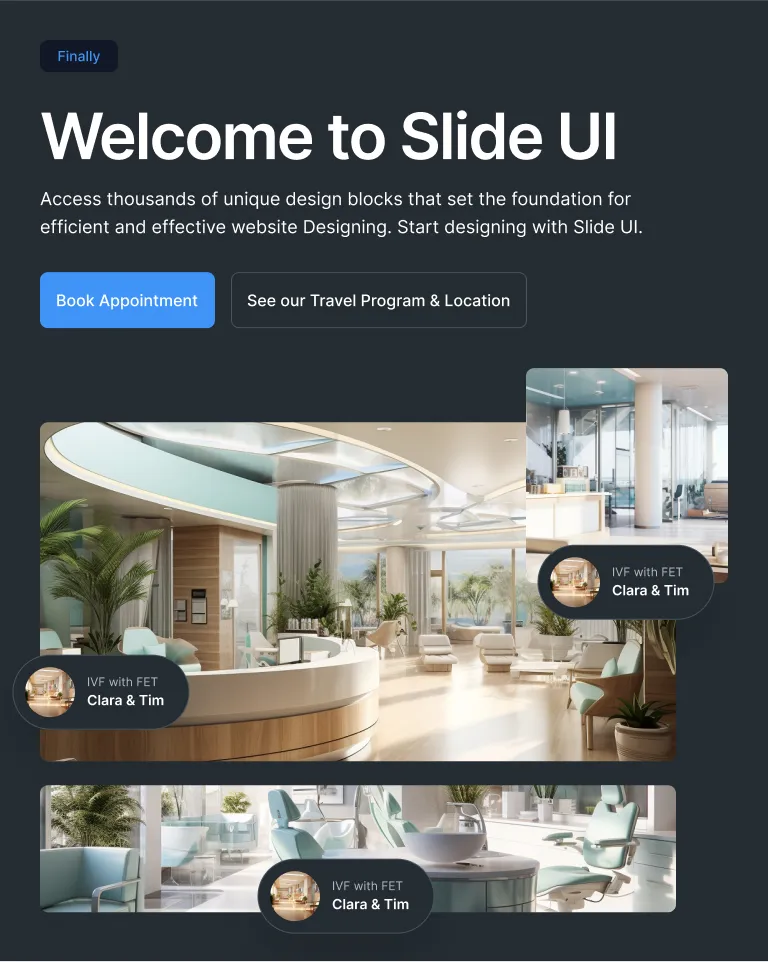 Finally
Welcome to Slide UI
Access thousands of unique design blocks that set the foundation for
efficient and effective website Designing. Start designing with Slide UI.
Book Appointment
See our Travel Program & Location
IVF with FET
Clara & Tim
IVF with FET
Clara & Tim
IVF with FET
Clara & Tim